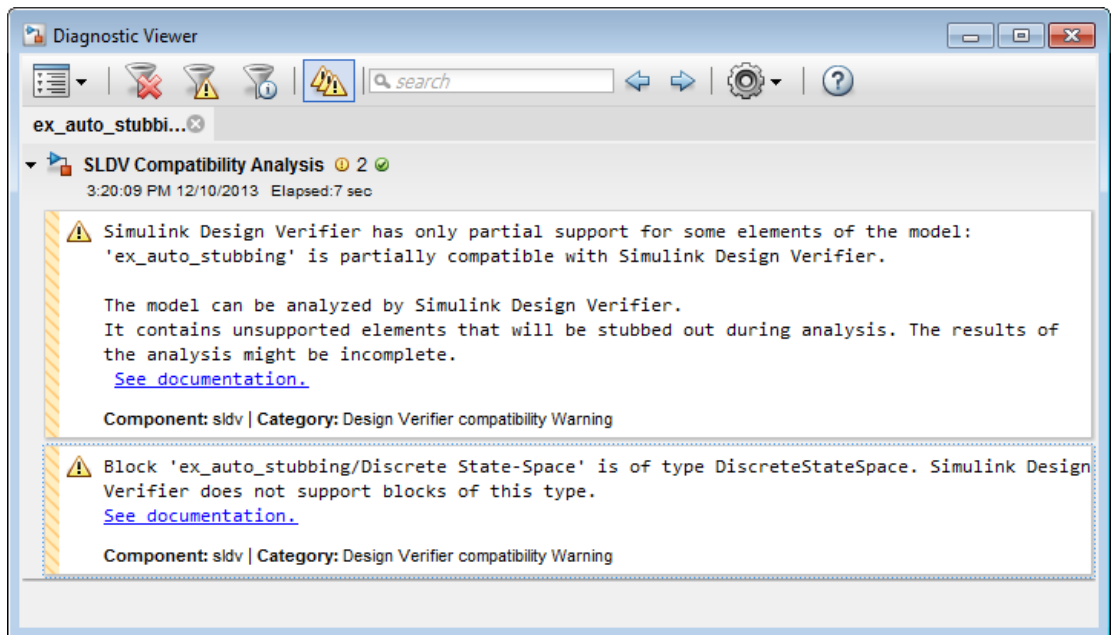 Diagnostic Viewer
search
ex_auto_stubbi...
SLDV Compatibility Analysis 2
3:20:09 PM 12/10/2013 Elapsed:7 sec
Simulink Design Verifier has only partial support for some elements of the model:
'ex_auto_stubbing' is partially compatible with Simulink Design Verifier.
The model can be analyzed by Simulink Design Verifier.
It contains unsupported elements that will be stubbed out during analysis. The results of
the analysis might be incomplete.
See documentation.
Component: sldv | Category: Design Verifier compatibility Warning
Block 'ex_auto_stubbing/Discrete State-Space' is of type DiscreteStateSpace. Simulink Design
Verifier does not support blocks of this type.
See documentation.
Component: sldv | Category: Design Verifier compatibility Warning